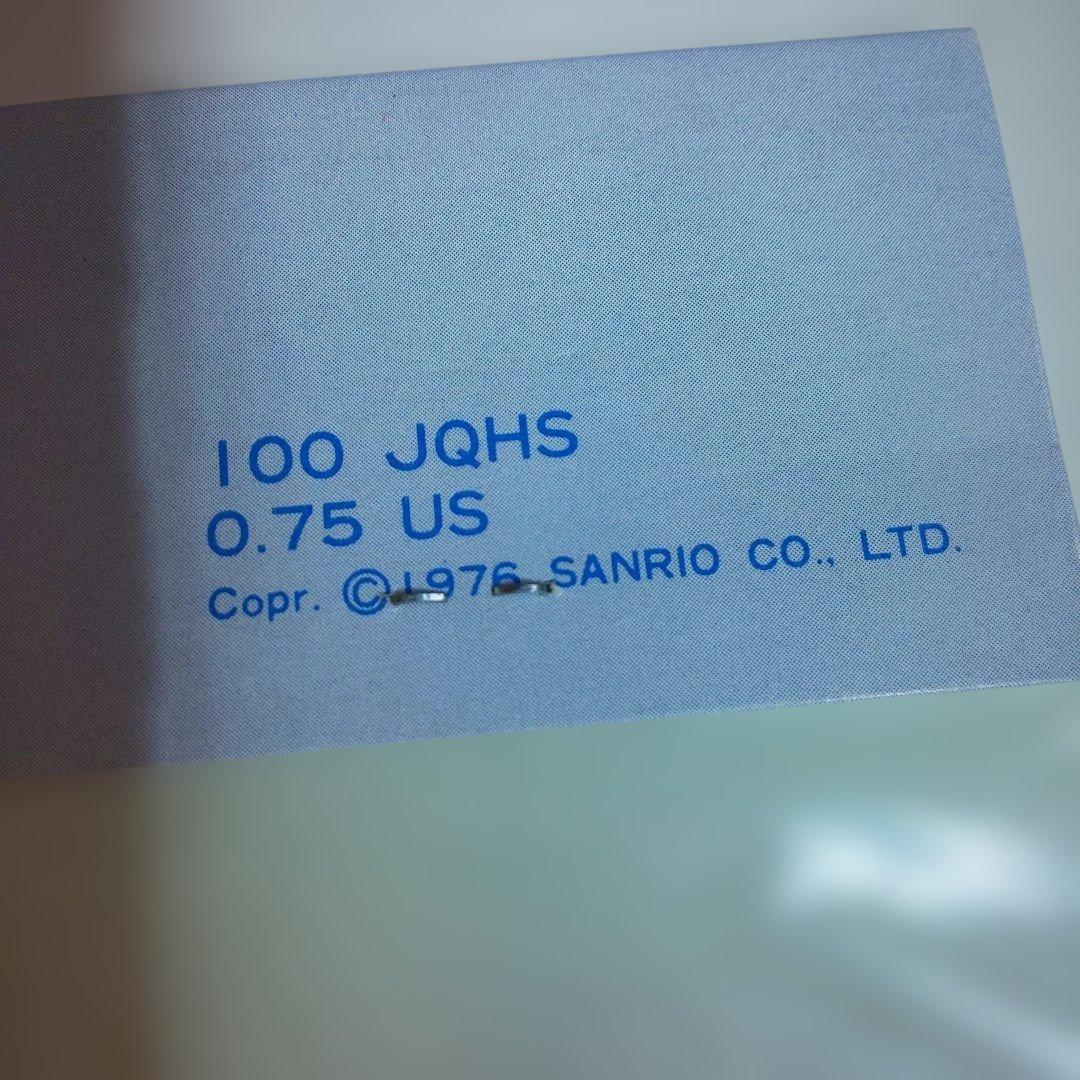 100 JQHS
0.75 US
Copr. ©1976 SANRIO CO., LTD.